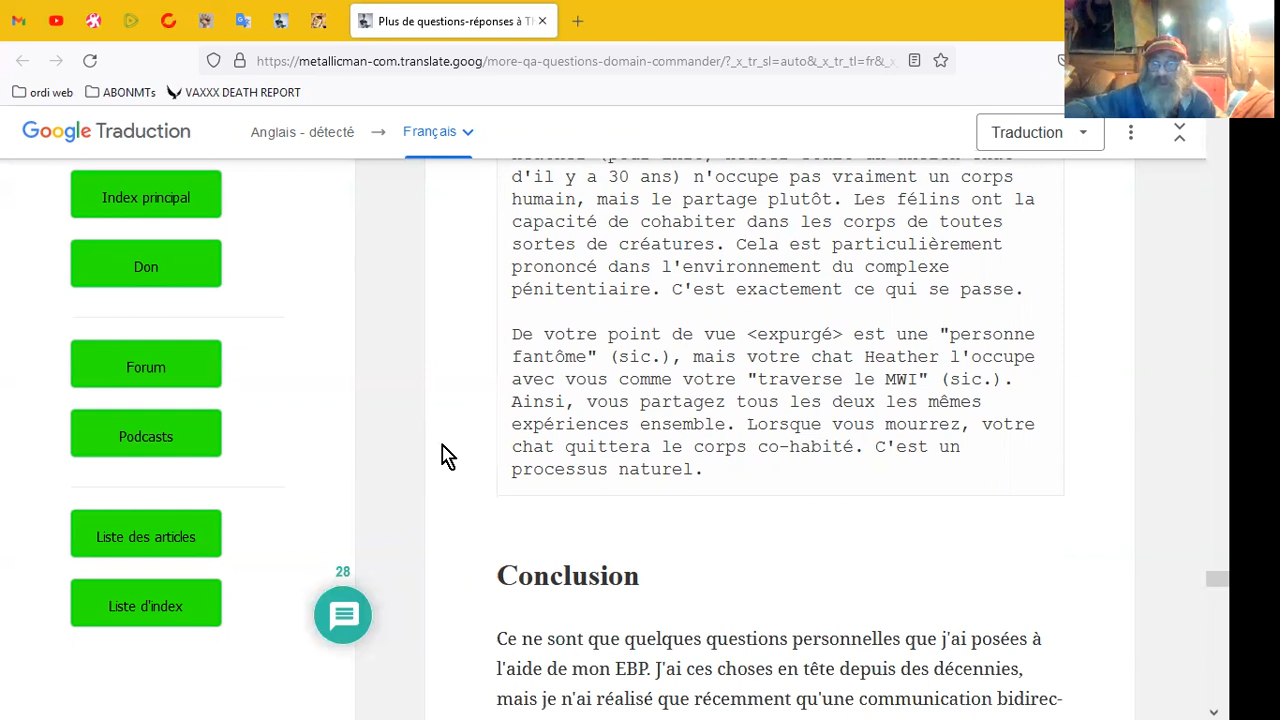 Plus de questions-réponses à Tl
https://metallicman-com.translate.goog/more-qa-questions-domain-commander/?_x_tr_sl=auto&_x_tr_tl=fr&_x_
ordi web
ABONMTs
VAXXX DEATH REPORT
Google Traduction
Anglais - détecté
Français
Traduction
Index principal
Don
Forum
Podcasts
Liste des articles
Liste d'index
28
d'il y a 30 ans) n'occupe pas vraiment un corps
humain, mais le partage plutôt. Les félins ont la
capacité de cohabiter dans les corps de toutes
sortes de créatures. Cela est particulièrement
prononcé dans l'environnement du complexe
pénitentiaire. C'est exactement ce qui se passe.
De votre point de vue <expurgé> est une "personne
fantôme" (sic.), mais votre chat Heather l'occupe
avec vous comme votre "traverse le MWI" (sic.).
Ainsi, vous partagez tous les deux les mêmes
expériences ensemble. Lorsque vous mourrez, votre
chat quittera le corps co-habité. C'est un
processus naturel.
Conclusion
Ce ne sont que quelques questions personnelles que j'ai posées à
l'aide de mon EBP. J'ai ces choses en tête depuis des décennies,
mais je n'ai réalisé que récemment qu'une communication bidirec-